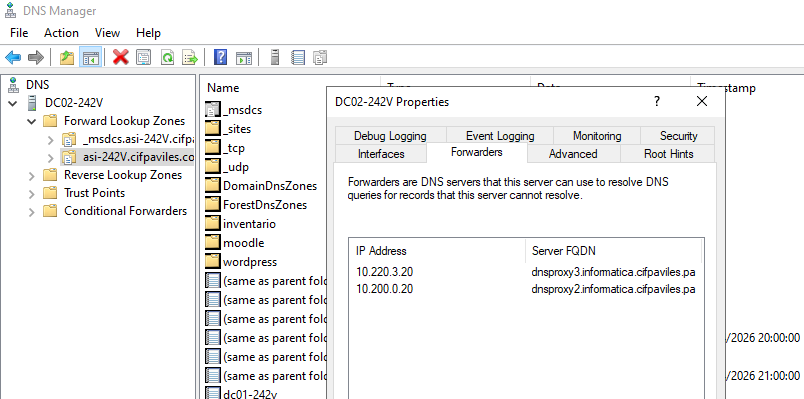 DNS Manager
File Action View Help
DNS
DC02-242V
Forward Lookup Zones
_msdcs.asi-242V.cifpa
asi-242V.cifpaviles.co
Reverse Lookup Zones
Trust Points
Conditional Forwarders
Name
_msdcs
_sites
_tcp
_udp
DomainDnsZones
ForestDnsZones
inventario
moodle
wordpress
(same as parent fold
(same as parent fold
(same as parent fold
(same as parent fold
(same as parent fold
(same as parent fold
dc01-242v
DC02-242V Properties
Debug Logging Event Logging Monitoring Security
Interfaces Forwarders Advanced Root Hints
Forwarders are DNS servers that this server can use to resolve DNS
queries for records that this server cannot resolve.
IP Address Server FQDN
10.220.3.20 dnsproxy3.informatica.cifpaviles.pa
10.200.0.20 dnsproxy2.informatica.cifpaviles.pa
/2026 20:00:00
/2026 21:00:00